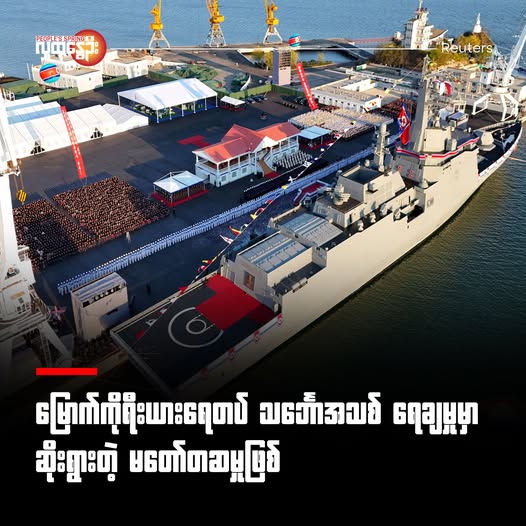 PEOPLE'S SPRING
လူထုနွေဦး
Reuters
မြောက်ကိုရီးယားရေတပ် သင်္ဘောအသစ် ရေချမှုမှာ
ဆိုးရွားတဲ့ မတော်တဆမှုဖြစ်